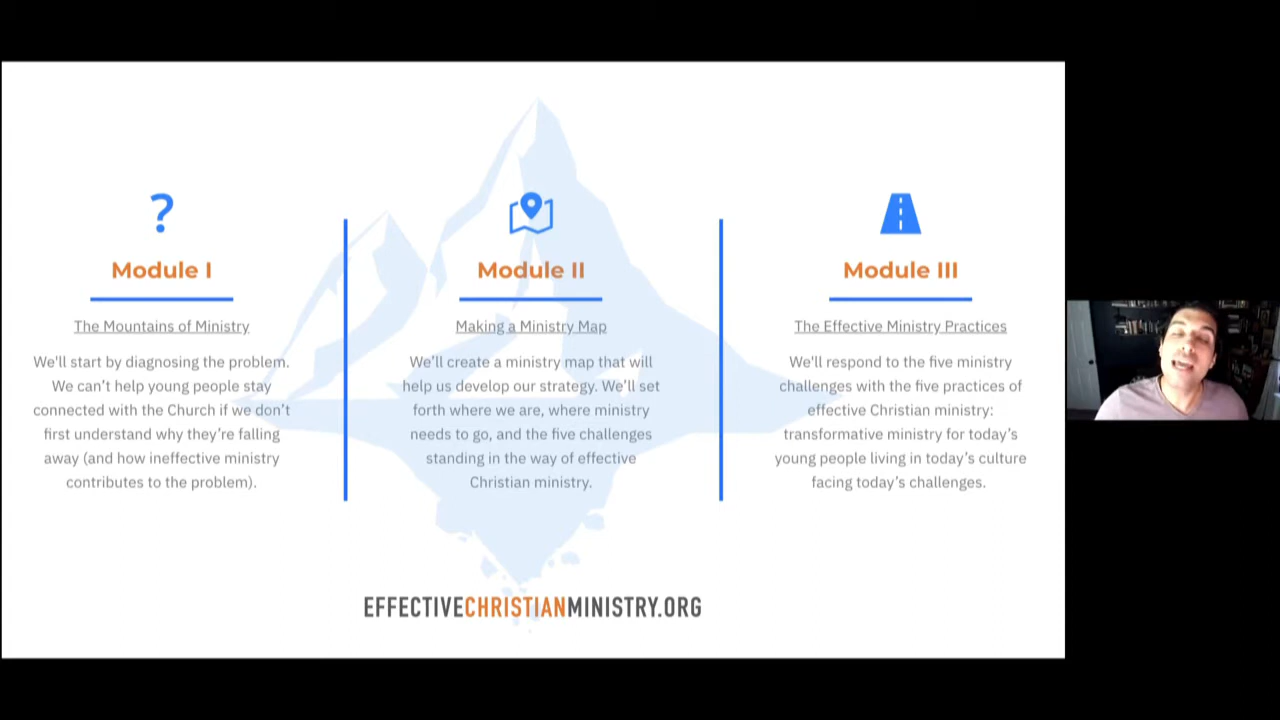 ?
Module I
The Mountains of Ministry
We'll start by diagnosing the problem.
We can't help young people stay
connected with the Church if we don't
first understand why they're falling
away (and how ineffective ministry
contributes to the problem).
Module II
Making a Ministry Map
We'll create a ministry map that will
help us develop our strategy. We'll set
forth where we are, where ministry
needs to go, and the five challenges
standing in the way of effective
Christian ministry.
Module III
The Effective Ministry Practices
We'll respond to the five ministry
challenges with the five practices of
effective Christian ministry:
transformative ministry for today's
young people living in today's culture
facing today's challenges.
EFFECTIVECHRISTIANMINISTRY.ORG